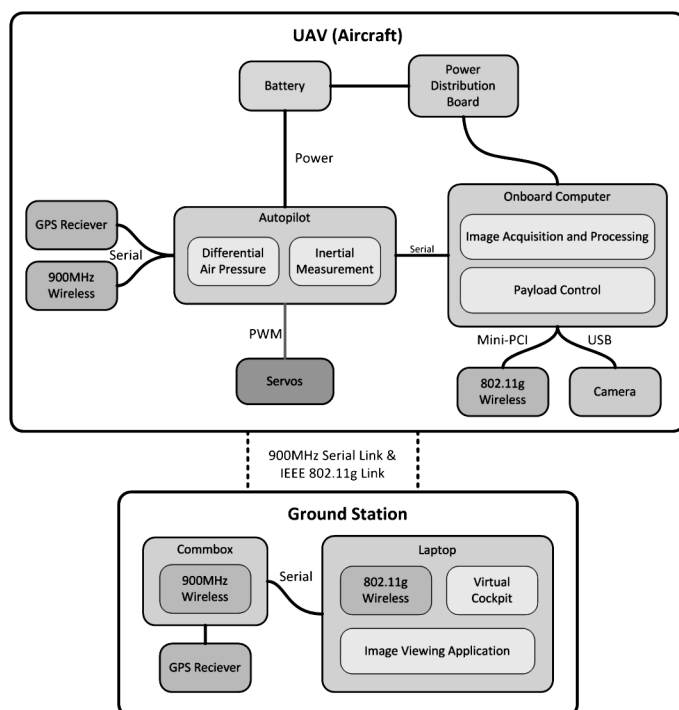 UAV (Aircraft)
Battery
Power
Distribution
Board
Power
Onboard Computer
Image Acquisition and Processing
Payload Control
GPS Reciever
Serial
900MHz
Wireless
Autopilot
Differential
Air Pressure
Inertial
Measurement
Serial
PWM
Servos
Mini-PCI
USB
802.11g
Wireless
Camera
900MHz Serial Link &
IEEE 802.11g Link
Ground Station
Commbox
900MHz
Wireless
GPS Reciever
Serial
Laptop
802.11g
Wireless
Virtual
Cockpit
Image Viewing Application